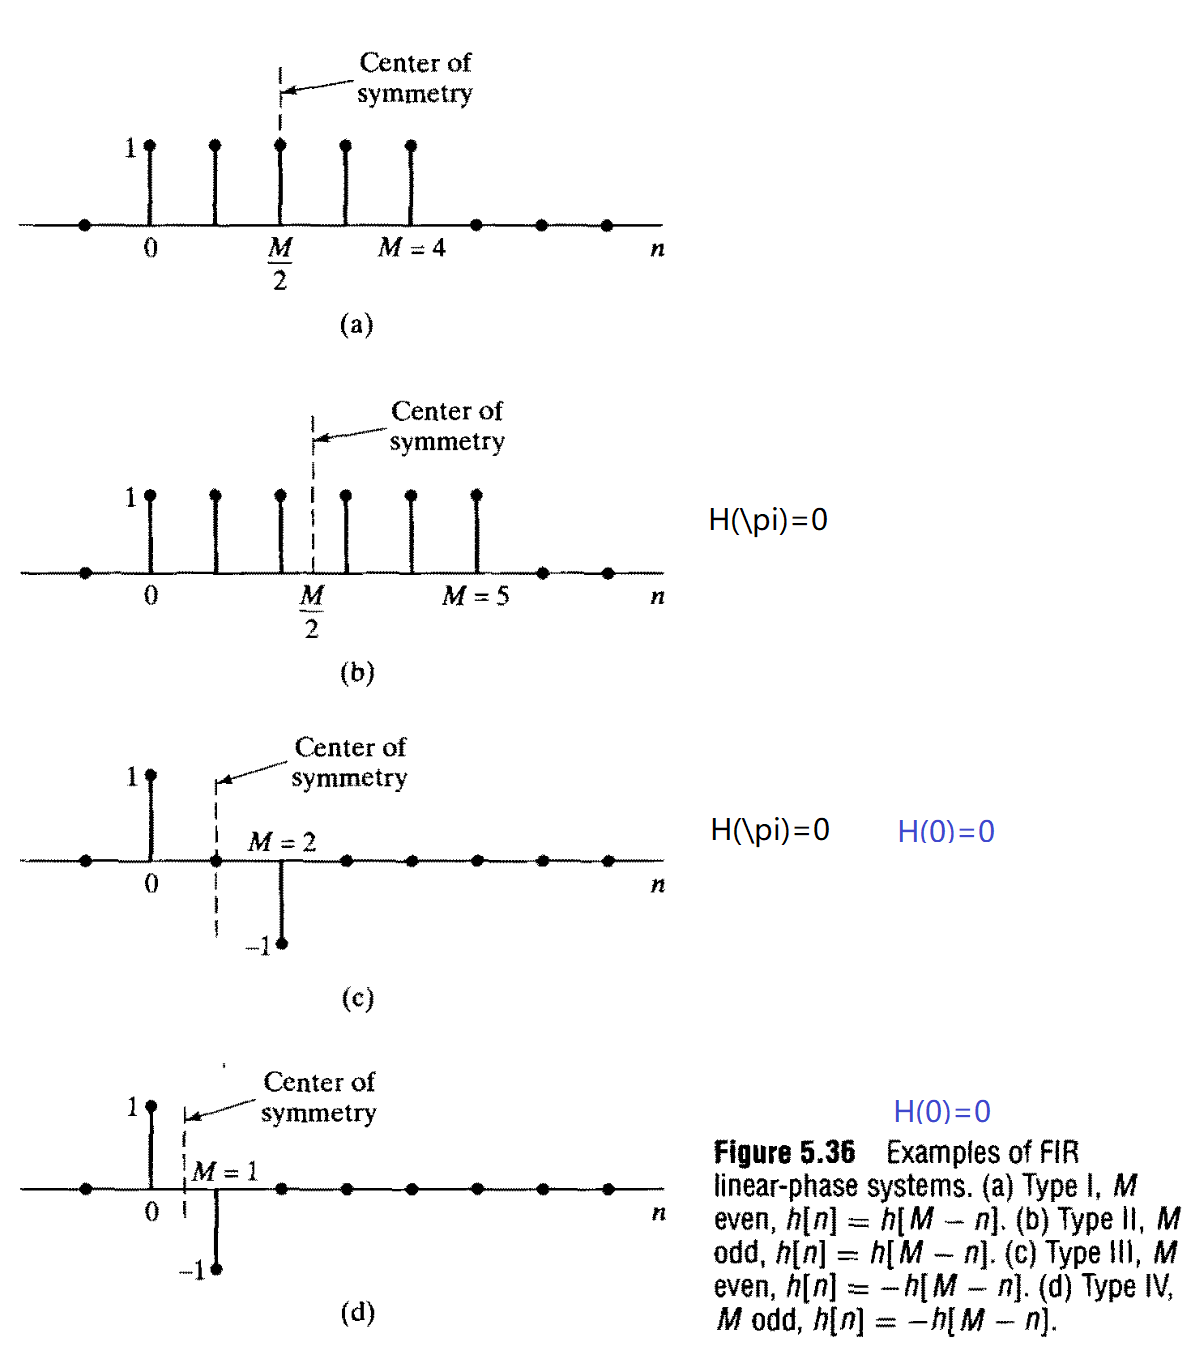 Center of
symmetry
1
0
M
2
M = 4
n
(a)
Center of
symmetry
1
H(\pi)=0
0
M
2
M = 5
n
(b)
Center of
symmetry
1
M = 2
H(\pi)=0 H(0)=0
0
n
–1
(c)
Center of
symmetry
1
M = 1
0
n
–1
(d)
H(0)=0
Figure 5.36 Examples of FIR
linear-phase systems. (a) Type I, M
even, h[n] = h[M – n]. (b) Type II, M
odd, h[n] = h[M – n]. (c) Type III, M
even, h[n] = –h[M – n]. (d) Type IV,
M odd, h[n] = –h[M – n].